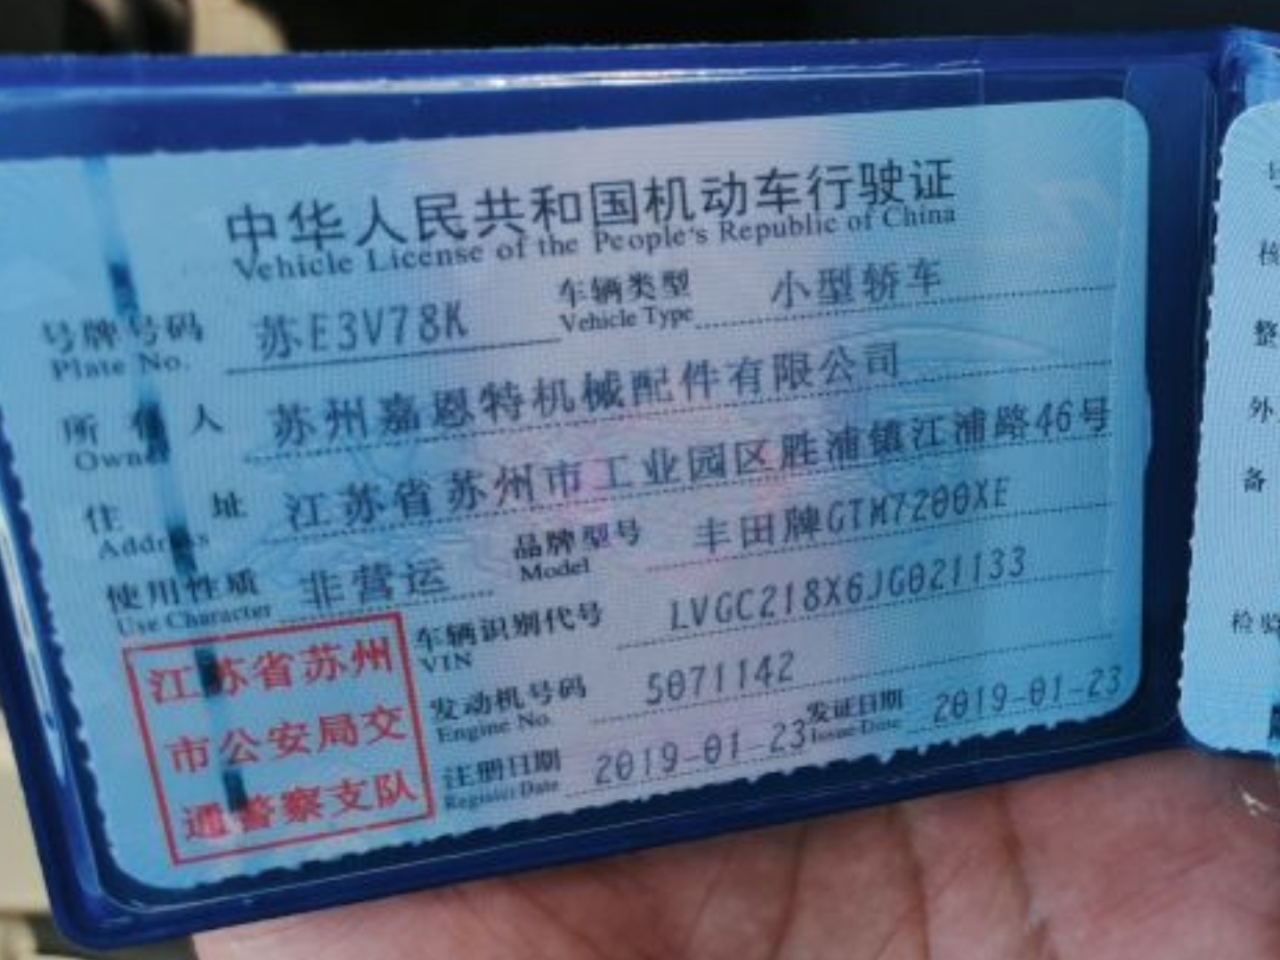 中华人民共和国机动车行驶证
Vehicle License of the People's Republic of China
号牌号码 苏E3V78K 车辆类型 小型轿车
Plate No. Vehicle Type
所有人 苏州嘉恩特机械配件有限公司
Owner
住址 江苏省苏州市工业园区胜浦镇江浦路46号
Address
使用性质 非营运 品牌型号 丰田牌GTM7200XE
Use Character Model
车辆识别代号 LVGC218X6JG021133
VIN
发动机号码 5071142
Engine No.
注册日期 2019-01-23 发证日期 2019-01-23
Register Date Issue Date
江苏省苏州
市公安局交
通警察支队
检
整
外
备
检验